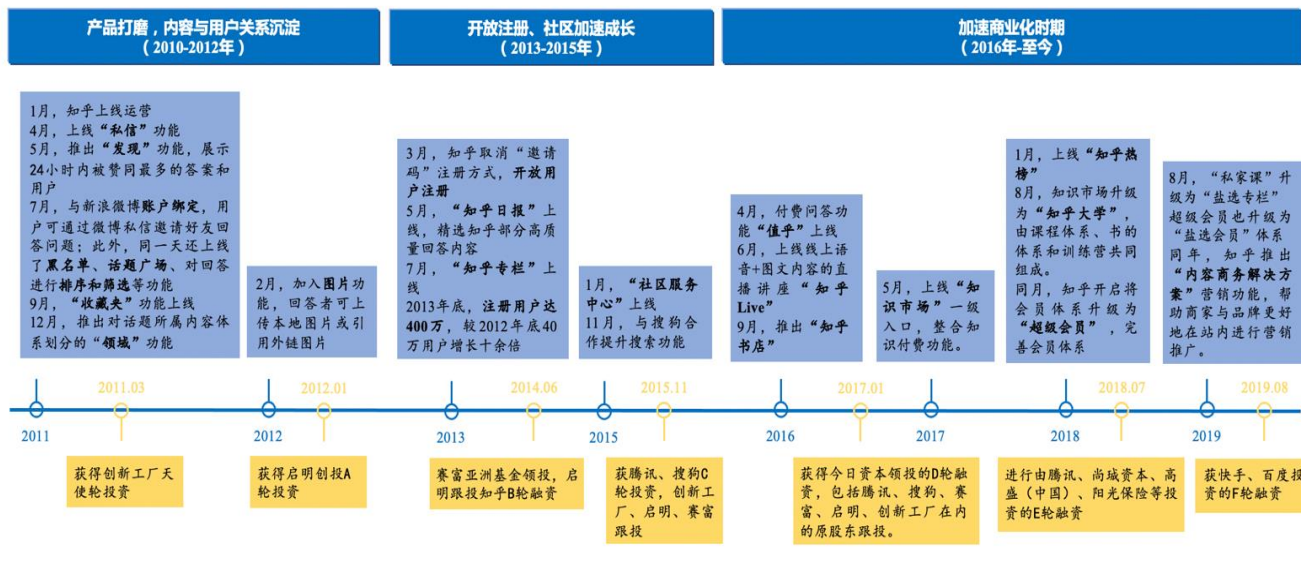 产品打磨，内容与用户关系沉淀
（2010-2012年）
开放注册、社区加速成长
（2013-2015年）
加速商业化时期
（2016年-至今）
1月，知乎上线运营
4月，上线“私信”功能
5月，推出“发现”功能，展示
24小时内被赞同最多的答案和
用户
7月，与新浪微博账户绑定，用
户可通过微博私信邀请好友回
答问题；此外，同一天还上线
了黑名单、话题广场、对回答
进行排序和筛选等功能
9月，“收藏夹”功能上线
12月，推出对话题所属内容体
系划分的“领域”功能
2月，加入图片功
能，回答者可上
传本地图片或引
用外链图片
3月，知乎取消“邀请
码”注册方式，开放用
户注册
5月，“知乎日报”上
线，精选知乎部分高质
量回答内容
7月，“知乎专栏”上
线
2013年底，注册用户达
400万，较2012年底40
万用户增长十余倍
1月，“社区服务
中心”上线
11月，与搜狗合
作提升搜索功能
4月，付费问答功
能“值乎”上线
6月，上线线上语
音+图文内容的直
播讲座“知乎
Live”
9月，推出“知乎
书店”
5月，上线“知
识市场”一级
入口，整合知
识付费功能。
1月，上线“知乎热
榜”
8月，知识市场升级
为“知乎大学”，
由课程体系、书的
体系和训练营共同
组成。
同月，知乎开启将
会员体系升级为
“超级会员”，完
善会员体系
8月，“私家课”升
级为“盐选专栏”
超级会员也升级为
“盐选会员”体系
同年，知乎推出
“内容商务解决方
案”营销功能，帮
助商家与品牌更好
地在站内进行营销
推广。
2011.03
2012.01
2014.06
2015.11
2017.01
2018.07
2019.08
2011
2012
2013
2015
2016
2017
2018
2019
获得创新工厂天
使轮投资
获得启明创投A
轮投资
赛富亚洲基金领投，启
明跟投知乎B轮融资
获腾讯、搜狗C
轮投资，创新工
厂、启明、赛富
跟投
获得今日资本领投的D轮融
资，包括腾讯、搜狗、赛
富、启明、创新工厂在内
的原股东跟投。
进行由腾讯、尚珹资本、高
盛（中国）、阳光保险等投
资的E轮融资
获快手、百度投
资的F轮融资